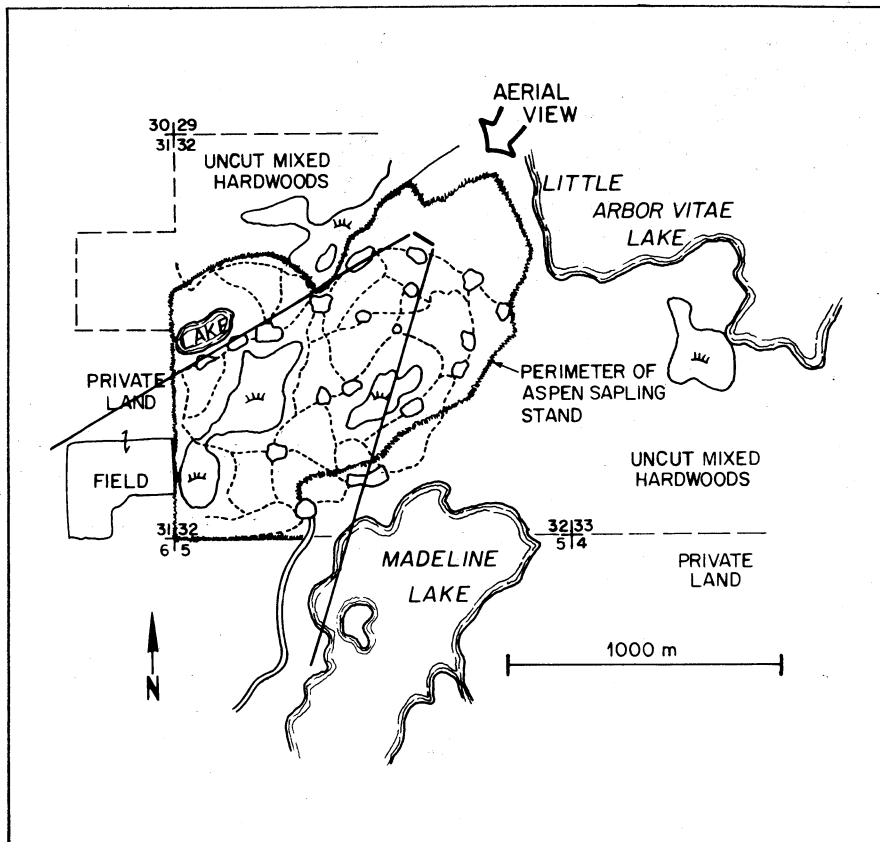 AERIAL
VIEW
30 29
31 32
UNCUT MIXED
HARDWOODS
LITTLE
ARBOR VITAE
LAKE
LAKE
PERIMETER OF
ASPEN SAPLING
STAND
PRIVATE
LAND
FIELD
UNCUT MIXED
HARDWOODS
31 32
6 5
32 33
5 4
MADELINE
LAKE
PRIVATE
LAND
1000 m
N